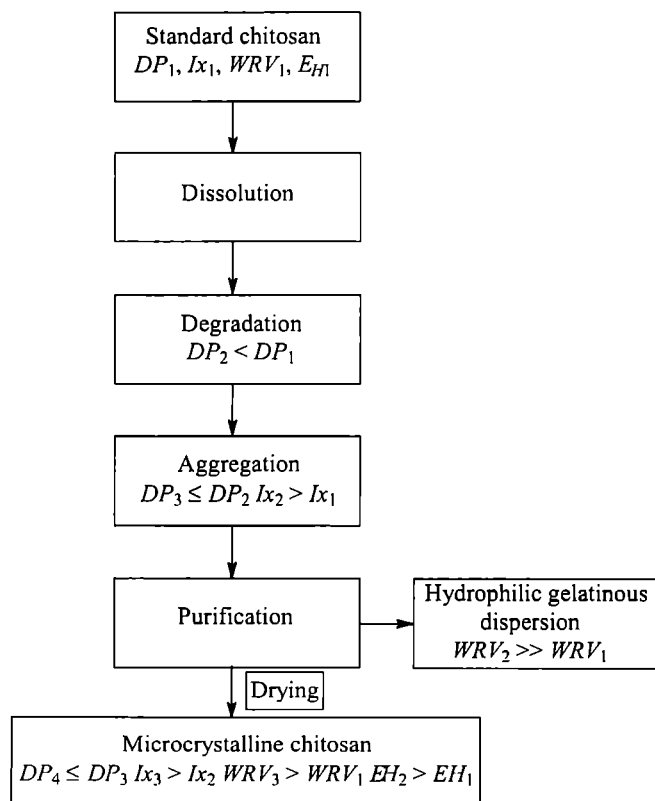 Standard chitosan
DP₁, Ix₁, WRV₁, E_H1
Dissolution
Degradation
DP₂ < DP₁
Aggregation
DP₃ ≤ DP₂ Ix₂ > Ix₁
Purification
Hydrophilic gelatinous
dispersion
WRV₂ >> WRV₁
Drying
Microcrystalline chitosan
DP₄ ≤ DP₃ Ix₃ > Ix₂ WRV₃ > WRV₁ EH₂ > EH₁